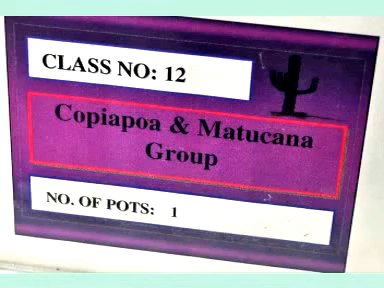 CLASS NO: 12
Copiapoa & Matucana
Group
NO. OF POTS: 1